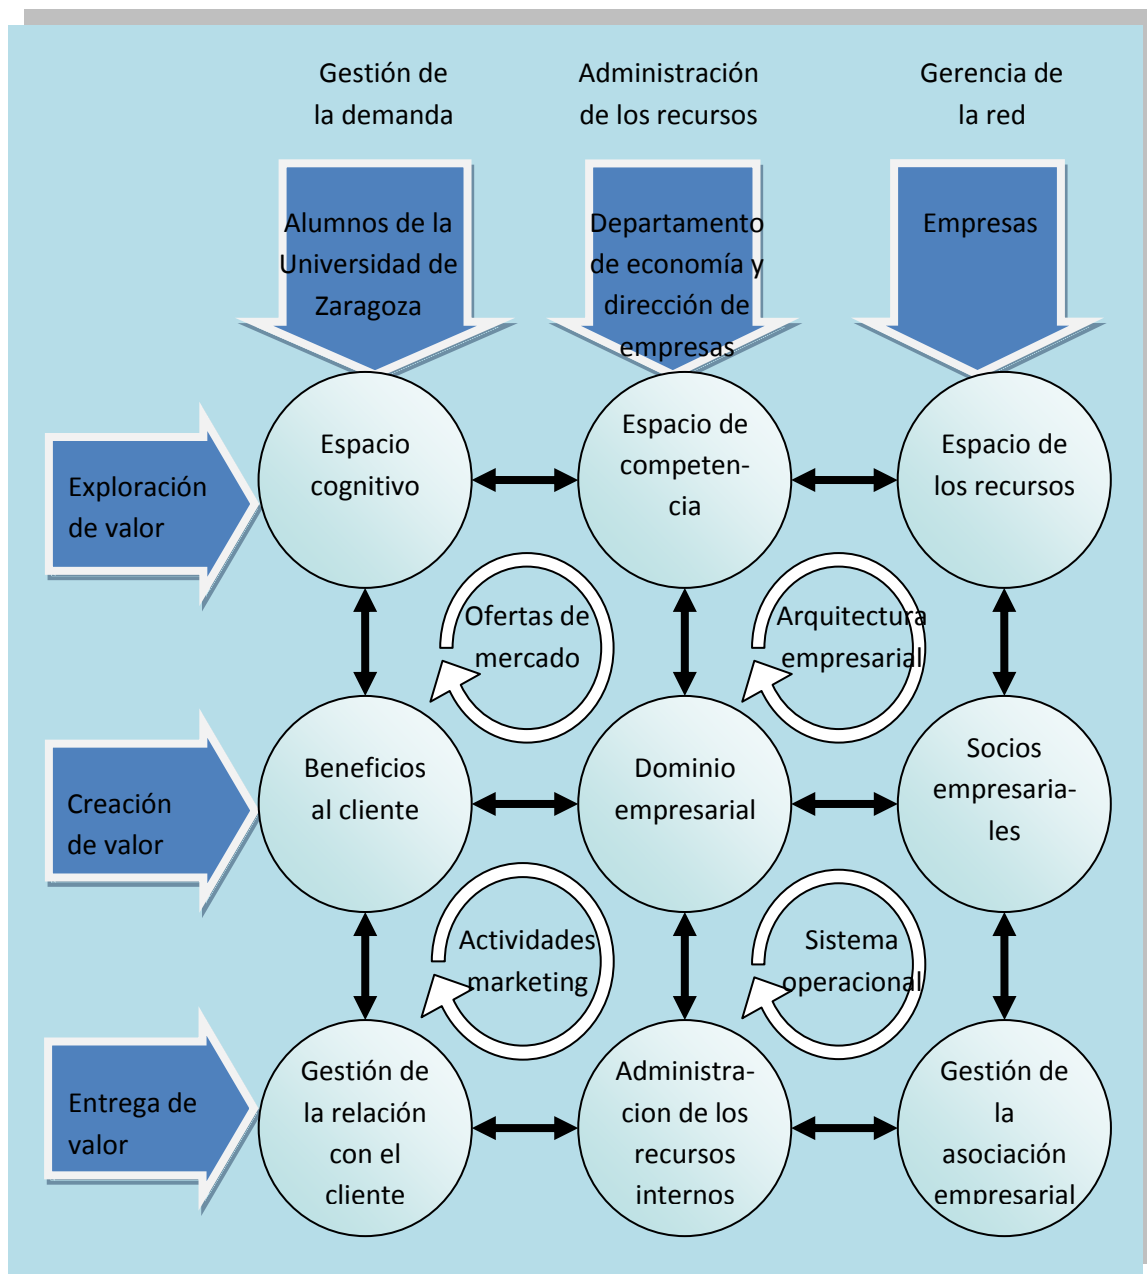 Gestión de
la demanda
Administración
de los recursos
Gerencia de
la red
Alumnos de la
Universidad de
Zaragoza
Departamento
de economía y
dirección de
empresas
Empresas
Exploración
de valor
Espacio
cognitivo
Espacio de
competen-
cia
Espacio de
los recursos
Ofertas de
mercado
Arquitectura
empresarial
Creación
de valor
Beneficios
al cliente
Dominio
empresarial
Socios
empresaria-
les
Actividades
marketing
Sistema
operacional
Entrega de
valor
Gestión de
la relación
con el
cliente
Administra-
cion de los
recursos
internos
Gestión de
la
asociación
empresarial